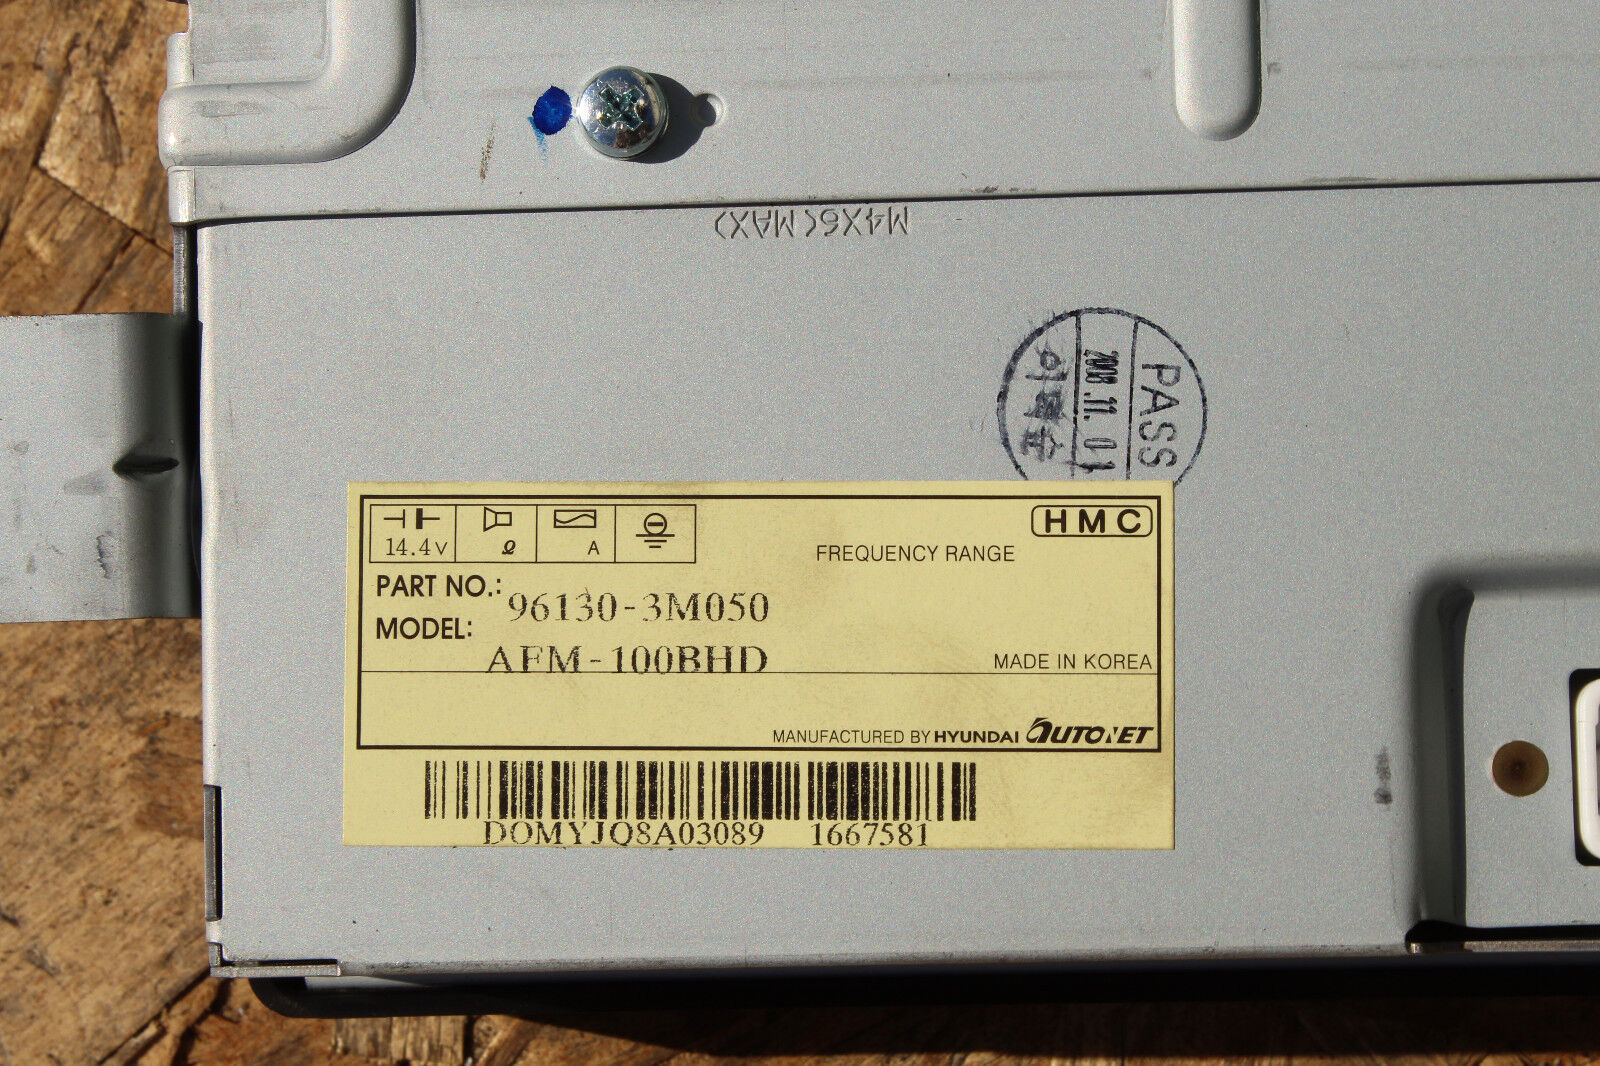 M4X6(MAX)
PASS
2008.11.01
HMC
14.4V
Ω
A
FREQUENCY RANGE
PART NO.: 96130-3M050
MODEL: AFM-100BHD
MADE IN KOREA
MANUFACTURED BY HYUNDAI AUTONET
DOMYJQ8A03089 1667581